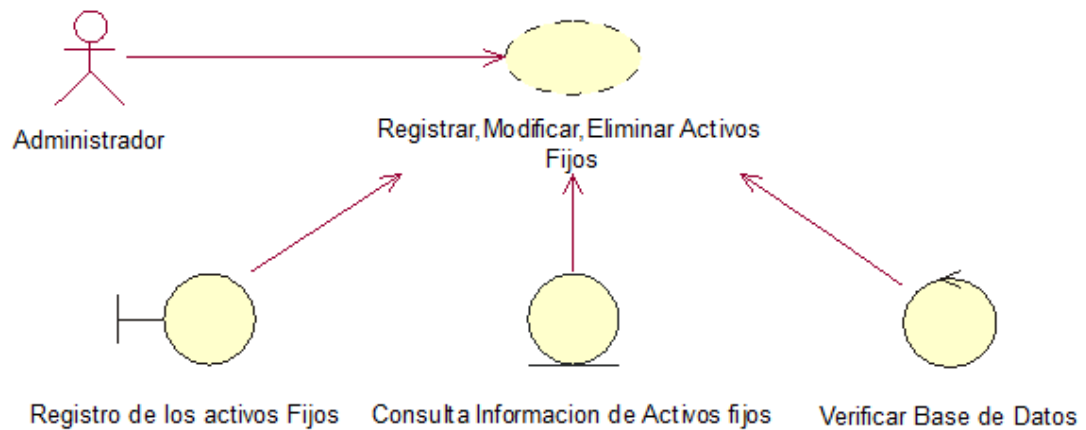 Administrador
Registrar,Modificar,Eliminar Activos
Fijos
Registro de los activos Fijos
Consulta Informacion de Activos fijos
Verificar Base de Datos